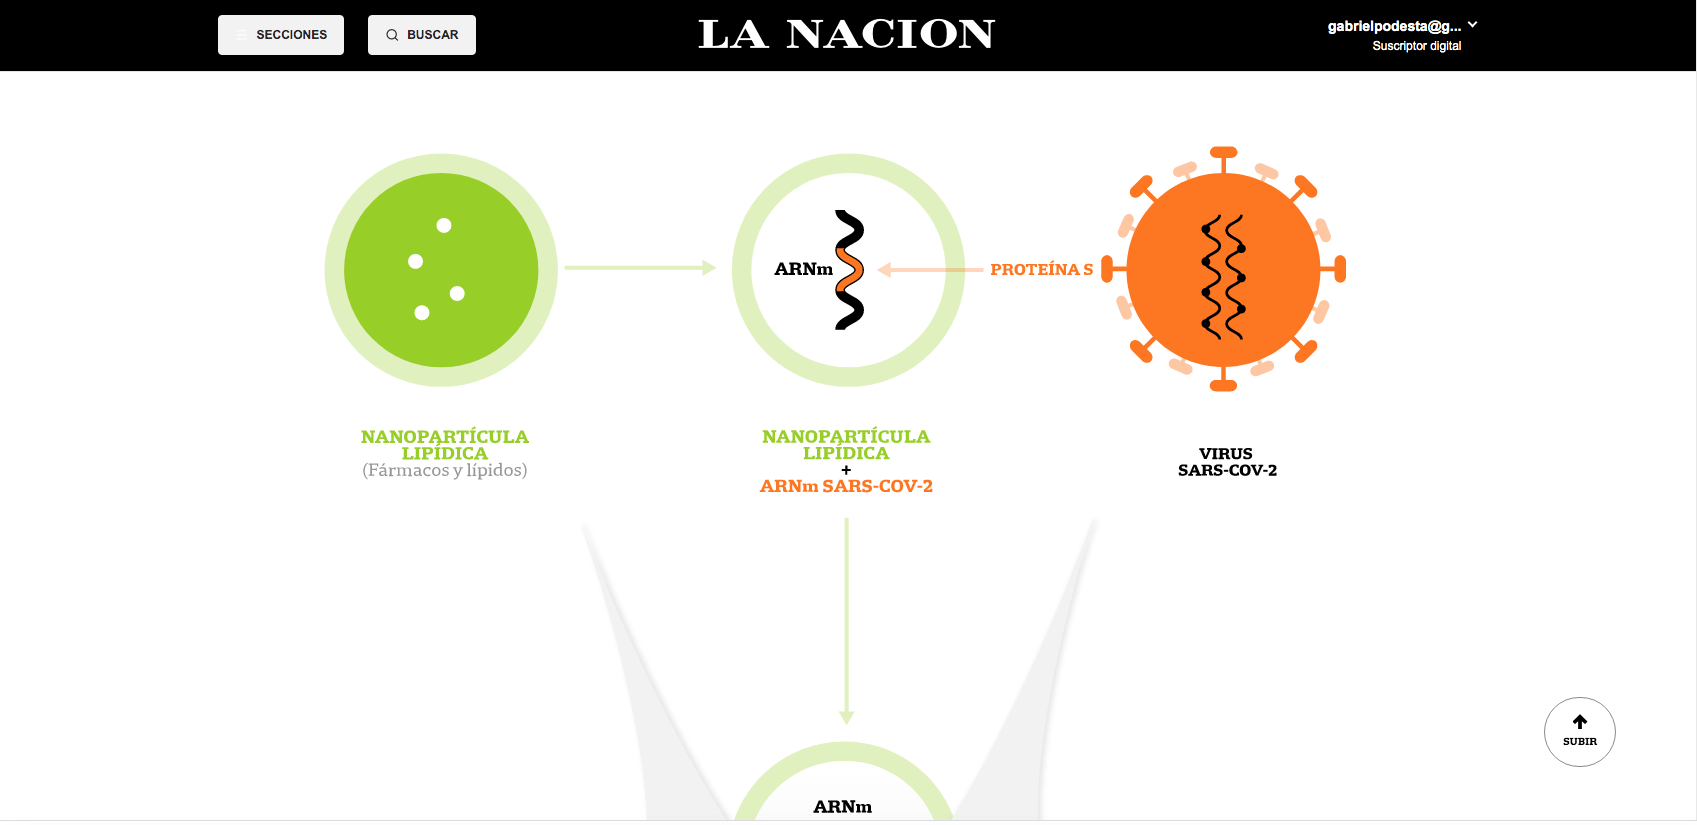 SECCIONES
BUSCAR
LA NACION
gabrielpodesta@g...
Suscriptor digital
ARNm
PROTEÍNA S
NANOPARTÍCULA
LIPÍDICA
(Fármacos y lípidos)
NANOPARTÍCULA
LIPÍDICA
+
ARNm SARS-COV-2
VIRUS
SARS-COV-2
SUBIR
ARNm